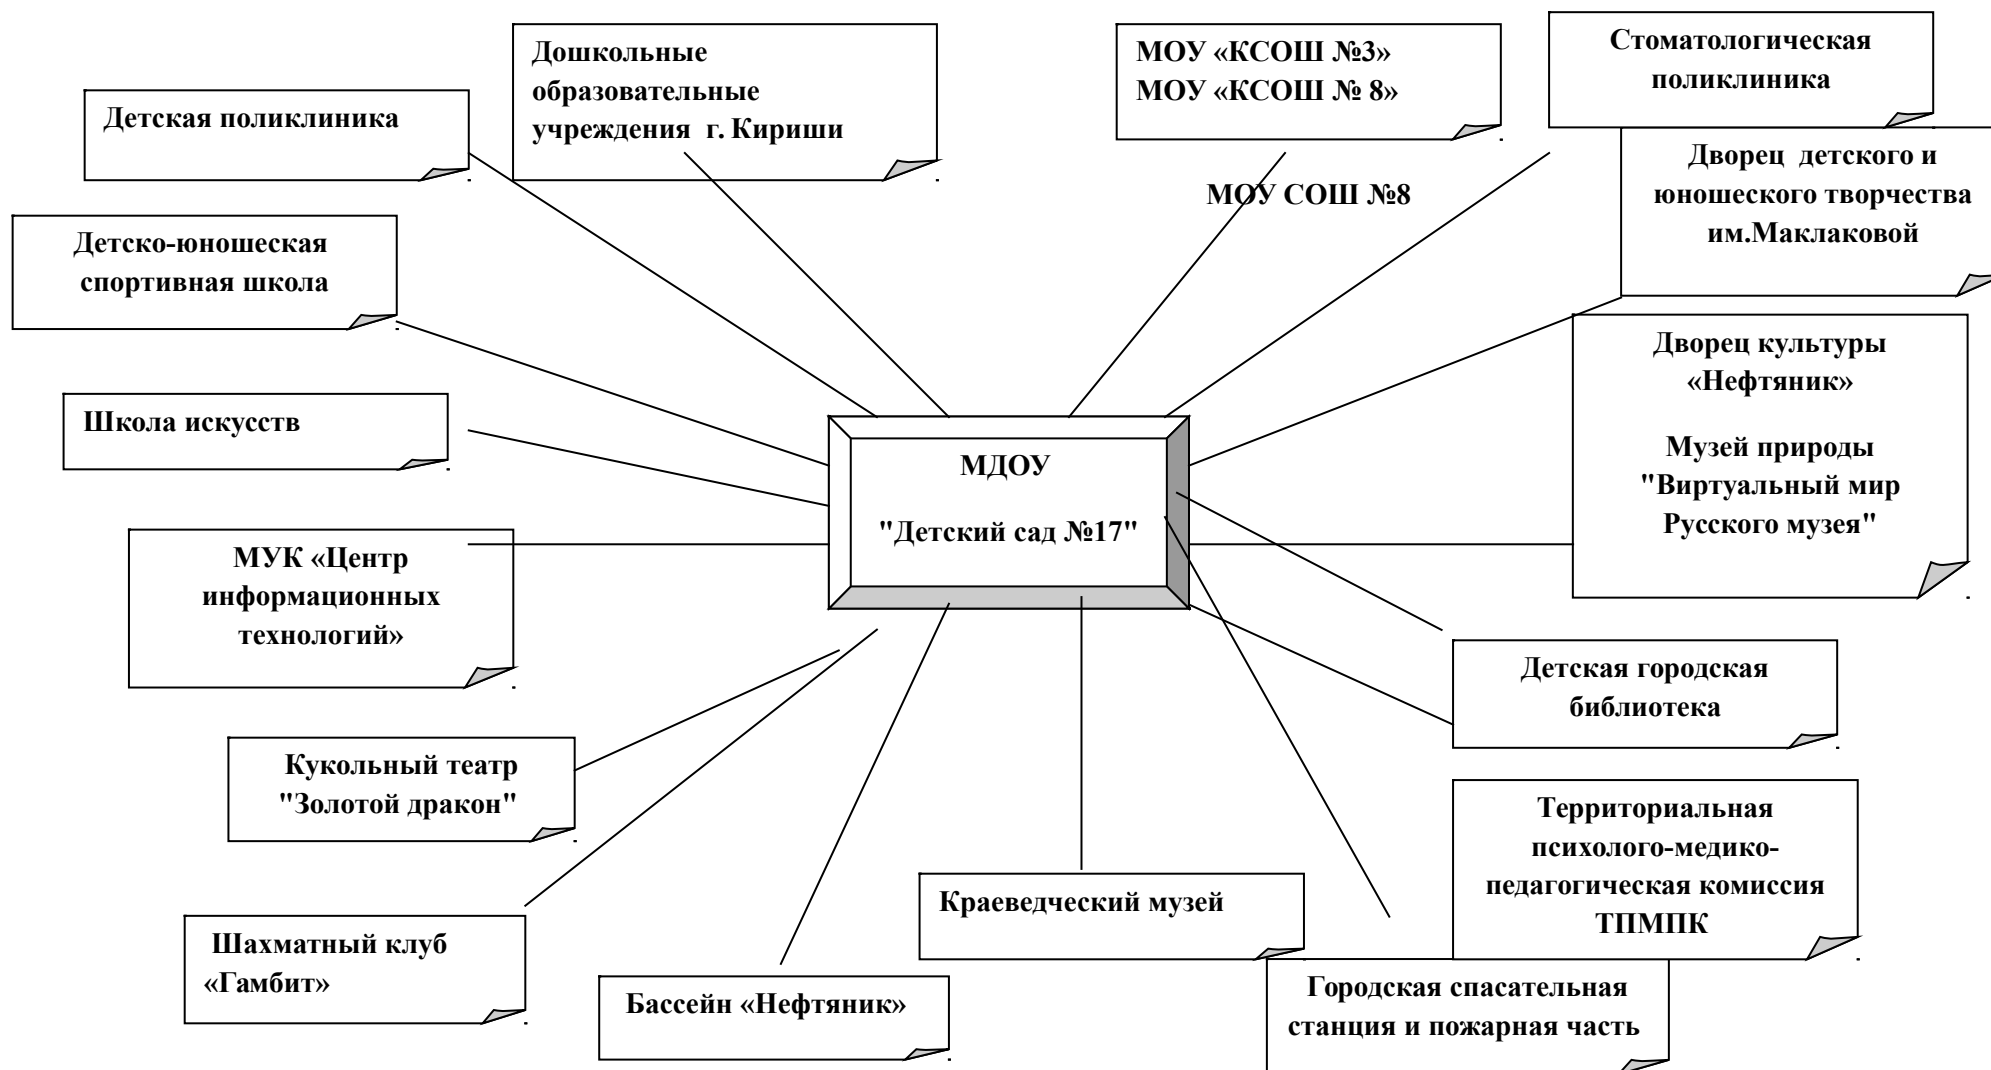 Дошкольные
образовательные
учреждения г. Кириши
МОУ «КСОШ №3»
МОУ «КСОШ № 8»
Стоматологическая
поликлиника
Детская поликлиника
Дворец детского и
юношеского творчества
им.Маклаковой
МОУ СОШ №8
Детско-юношеская
спортивная школа
Дворец культуры
«Нефтяник»
Музей природы
"Виртуальный мир
Русского музея"
Школа искусств
МДОУ
"Детский сад №17"
МУК «Центр
информационных
технологий»
Детская городская
библиотека
Кукольный театр
"Золотой дракон"
Территориальная
психолого-медико-
педагогическая комиссия
ТПМПК
Краеведческий музей
Шахматный клуб
«Гамбит»
Бассейн «Нефтяник»
Городская спасательная
станция и пожарная часть